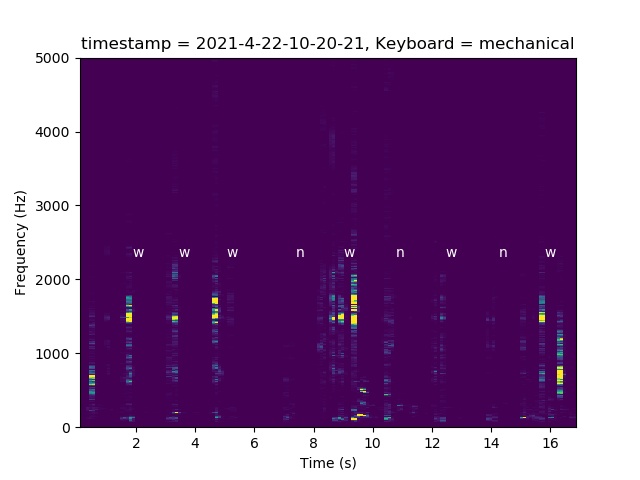 timestamp = 2021-4-22-10-20-21, Keyboard = mechanical
5000
4000
3000
2000
1000
0
Frequency (Hz)
w w w n w n w n w
2 4 6 8 10 12 14 16
Time (s)